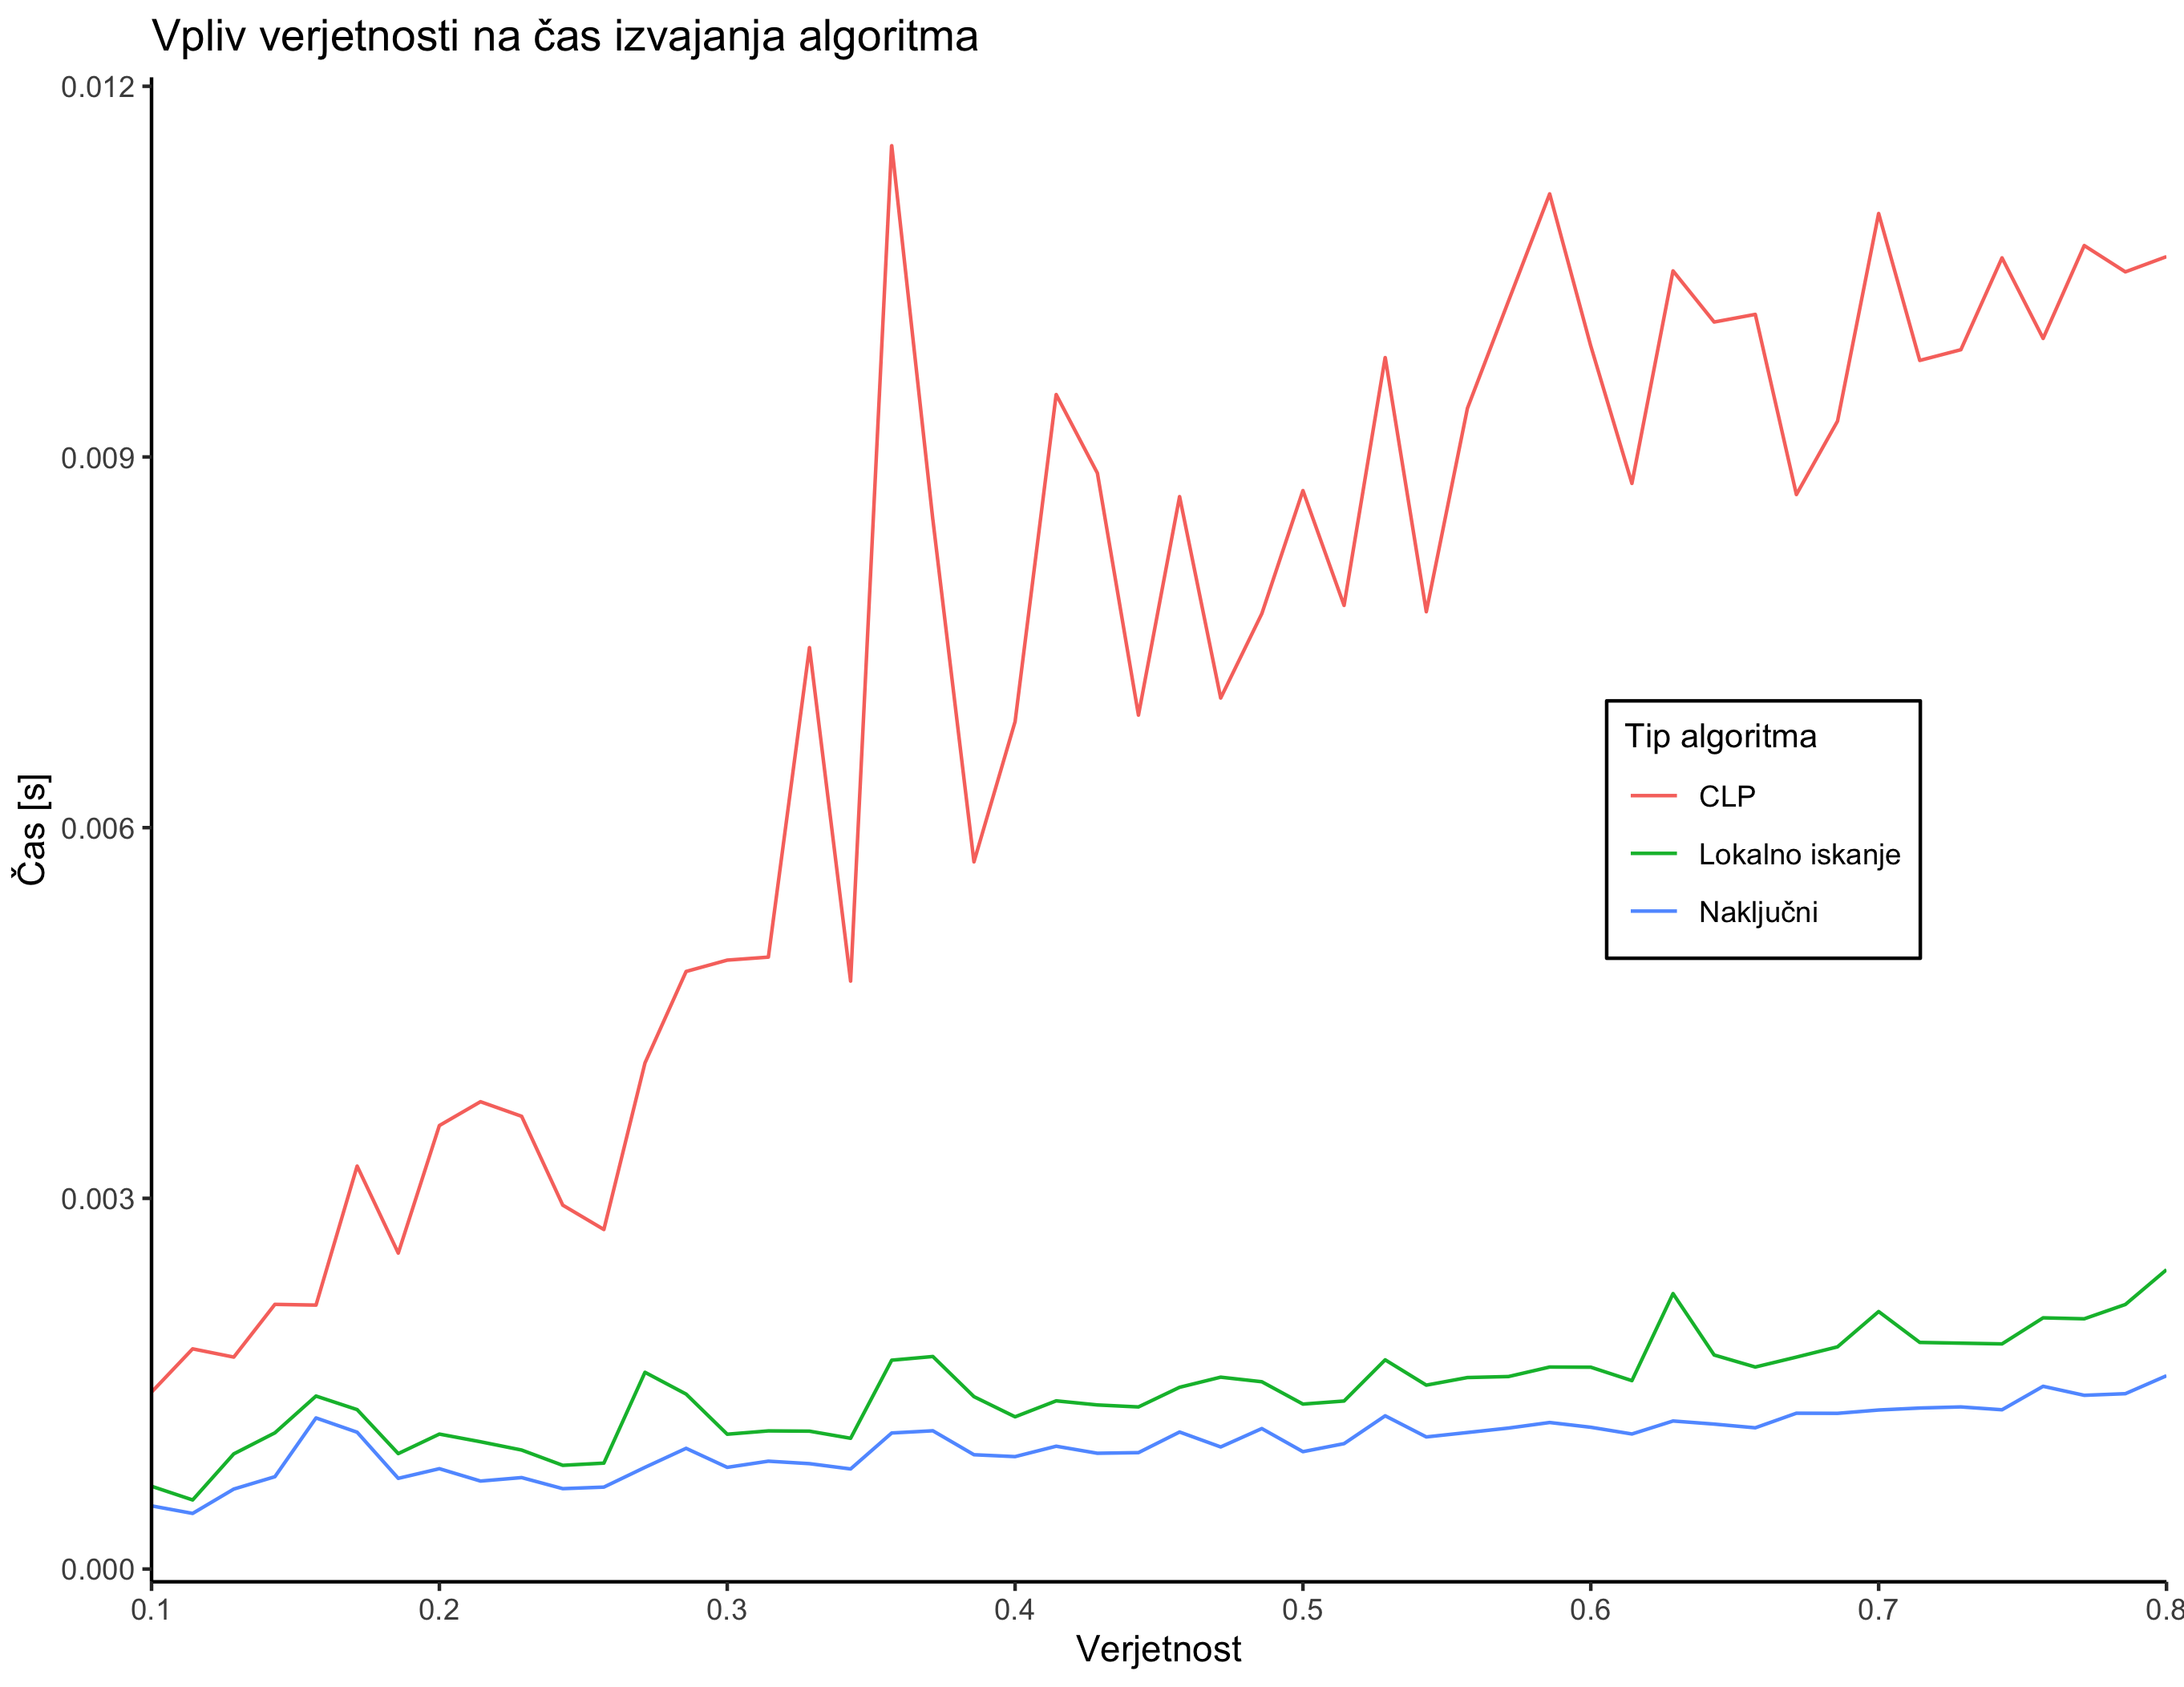 Vpliv verjetnosti na čas izvajanja algoritma
0.012
0.009
0.006
0.003
0.000
Čas [s]
Tip algoritma
CLP
Lokalno iskanje
Naključni
0.1 0.2 0.3 0.4 0.5 0.6 0.7 0.8
Verjetnost